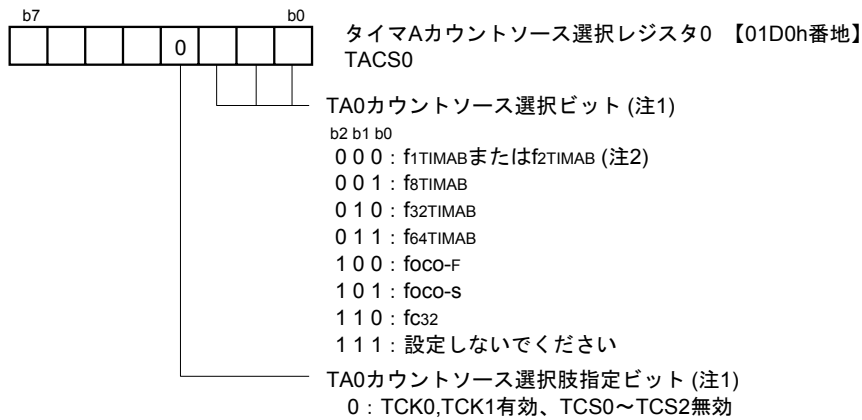 b7 b0
0
タイマAカウントソース選択レジスタ0 【01D0h番地】
TACS0
TA0カウントソース選択ビット (注1)
b2 b1 b0
0 0 0 : f1TIMABまたはf2TIMAB (注2)
0 0 1 : f8TIMAB
0 1 0 : f32TIMAB
0 1 1 : f64TIMAB
1 0 0 : foco-F
1 0 1 : foco-s
1 1 0 : fc32
1 1 1 : 設定しないでください
TA0カウントソース選択肢指定ビット (注1)
0 : TCK0,TCK1有効、TCS0～TCS2無効